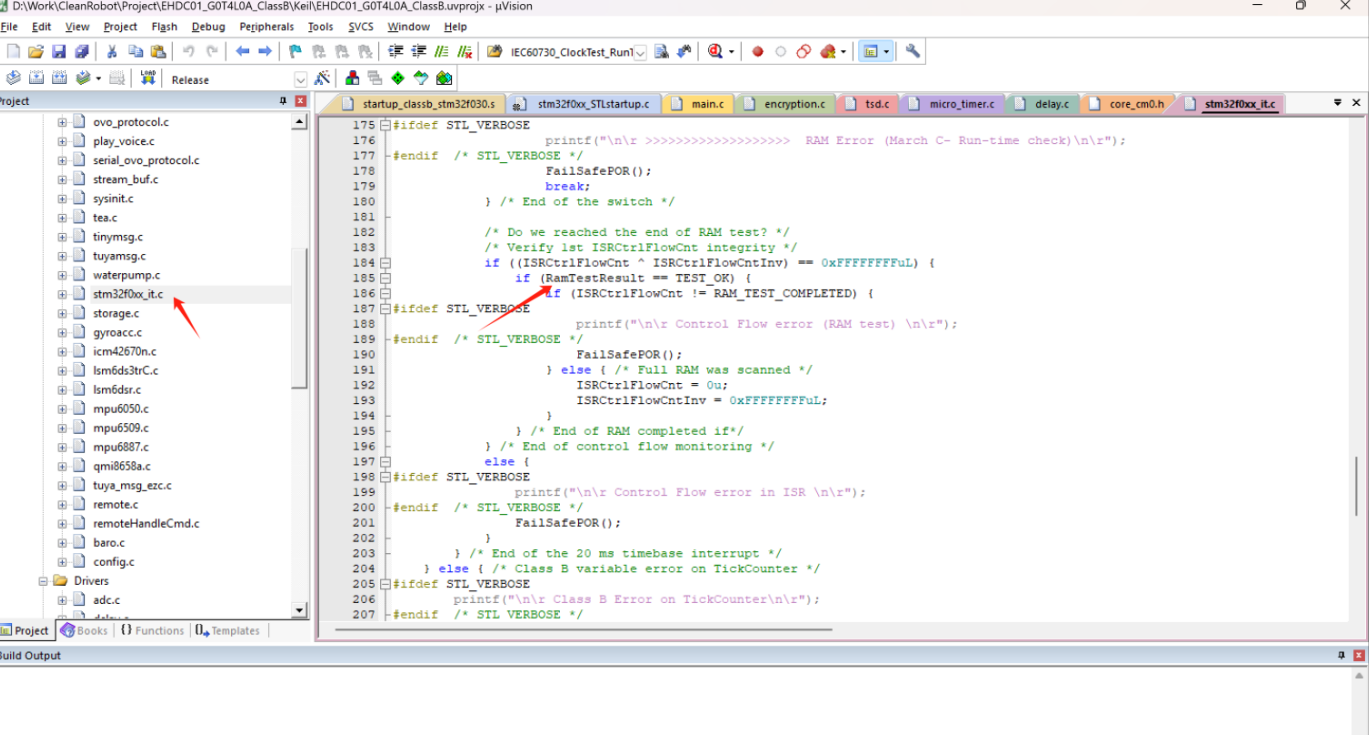 D:\Work\CleanRobot\Project\EHDC01_G0T4L0A_ClassB\Keil\EHDC01_G0T4L0A_ClassB.uvprojx - µVision
File Edit View Project Flash Debug Peripherals Tools SVCS Window Help
IEC60730_ClockTest_RunT
LOAD Release
Project
startup_classb_stm32f030.s stm32f0xx_STLstartup.c main.c encryption.c tsd.c micro_timer.c delay.c core_cm0.h stm32f0xx_it.c
ovo_protocol.c
play_voice.c
serial_ovo_protocol.c
stream_buf.c
sysinit.c
tea.c
tinymsg.c
tuyamsg.c
waterpump.c
stm32f0xx_it.c
storage.c
gyroacc.c
icm42670n.c
lsm6ds3trC.c
lsm6dsr.c
mpu6050.c
mpu6509.c
mpu6887.c
qmi8658a.c
tuya_msg_ezc.c
remote.c
remoteHandleCmd.c
baro.c
config.c
Drivers
adc.c
delay.c
Project Books {} Functions Templates
175 #ifdef STL_VERBOSE
176 printf("\n\r >>>>>>>>>>>>>>>>>>> RAM Error (March C- Run-time check)\n\r");
177 #endif /* STL_VERBOSE */
178 FailSafePOR();
179 break;
180 } /* End of the switch */
181
182 /* Do we reached the end of RAM test? */
183 /* Verify 1st ISRCtrlFlowCnt integrity */
184 if ((ISRCtrlFlowCnt ^ ISRCtrlFlowCntInv) == 0xFFFFFFFFuL) {
185 if (RamTestResult == TEST_OK) {
186 if (ISRCtrlFlowCnt != RAM_TEST_COMPLETED) {
187 #ifdef STL_VERBOSE
188 printf("\n\r Control Flow error (RAM test) \n\r");
189 #endif /* STL_VERBOSE */
190 FailSafePOR();
191 } else { /* Full RAM was scanned */
192 ISRCtrlFlowCnt = 0u;
193 ISRCtrlFlowCntInv = 0xFFFFFFFFuL;
194 }
195 } /* End of RAM completed if*/
196 } /* End of control flow monitoring */
197 else {
198 #ifdef STL_VERBOSE
199 printf("\n\r Control Flow error in ISR \n\r");
200 #endif /* STL_VERBOSE */
201 FailSafePOR();
202 }
203 } /* End of the 20 ms timebase interrupt */
204 } else { /* Class B variable error on TickCounter */
205 #ifdef STL_VERBOSE
206 printf("\n\r Class B Error on TickCounter\n\r");
207 #endif /* STL_VERBOSE */
Build Output